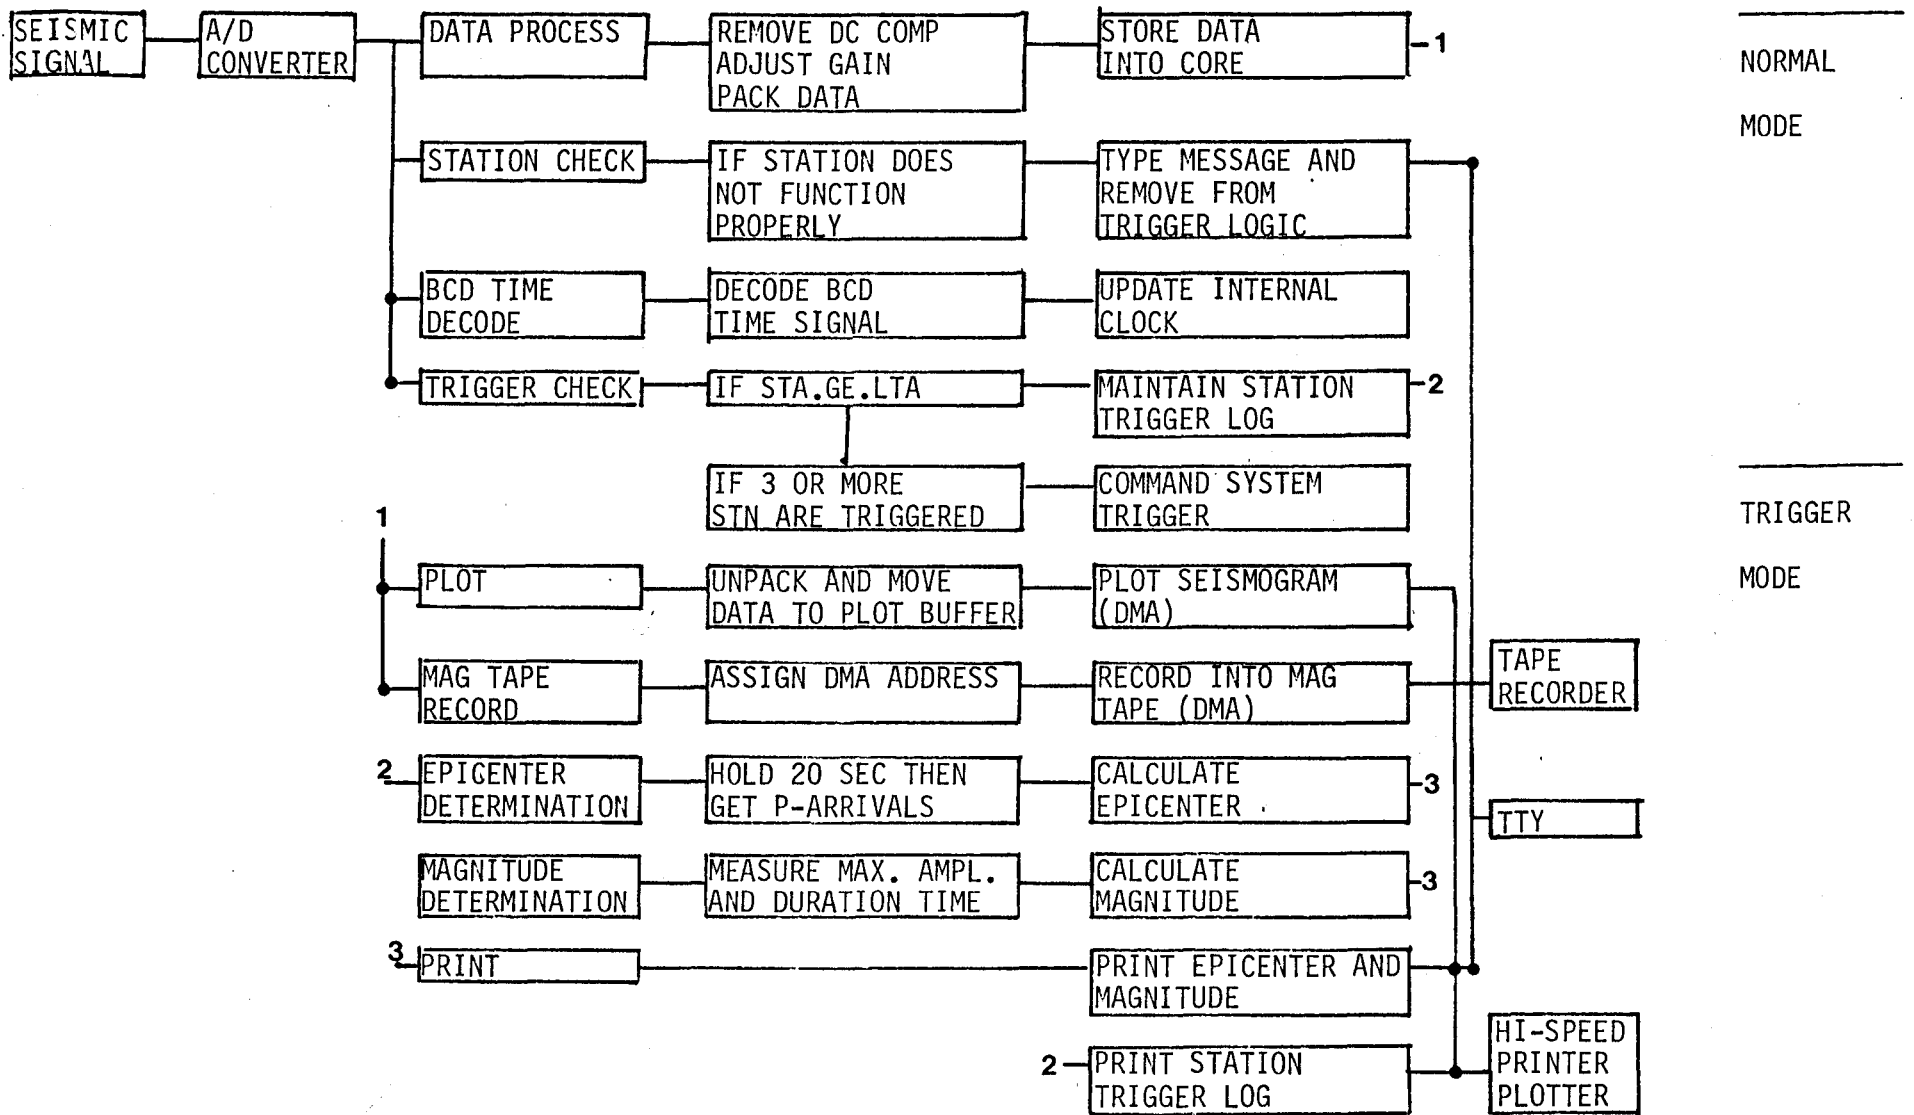 SEISMIC
SIGNAL
A/D
CONVERTER
DATA PROCESS
REMOVE DC COMP
ADJUST GAIN
PACK DATA
STORE DATA
INTO CORE
1
NORMAL
MODE
STATION CHECK
IF STATION DOES
NOT FUNCTION
PROPERLY
TYPE MESSAGE AND
REMOVE FROM
TRIGGER LOGIC
BCD TIME
DECODE
DECODE BCD
TIME SIGNAL
UPDATE INTERNAL
CLOCK
TRIGGER CHECK
IF STA.GE.LTA
MAINTAIN STATION
TRIGGER LOG
2
IF 3 OR MORE
STN ARE TRIGGERED
COMMAND SYSTEM
TRIGGER
TRIGGER
MODE
1
PLOT
UNPACK AND MOVE
DATA TO PLOT BUFFER
PLOT SEISMOGRAM
(DMA)
MAG TAPE
RECORD
ASSIGN DMA ADDRESS
RECORD INTO MAG
TAPE (DMA)
TAPE
RECORDER
2
EPICENTER
DETERMINATION
HOLD 20 SEC THEN
GET P-ARRIVALS
CALCULATE
EPICENTER
3
TTY
MAGNITUDE
DETERMINATION
MEASURE MAX. AMPL.
AND DURATION TIME
CALCULATE
MAGNITUDE
3
3
PRINT
PRINT EPICENTER AND
MAGNITUDE
2
PRINT STATION
TRIGGER LOG
HI-SPEED
PRINTER
PLOTTER